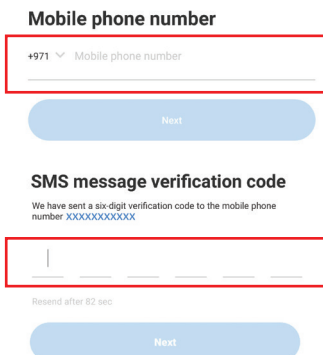 Mobile phone number
+971 Mobile phone number
Next
SMS message verification code
We have sent a six-digit verification code to the mobile phone
number XXXXXXXXXXX
Resend after 82 sec
Next